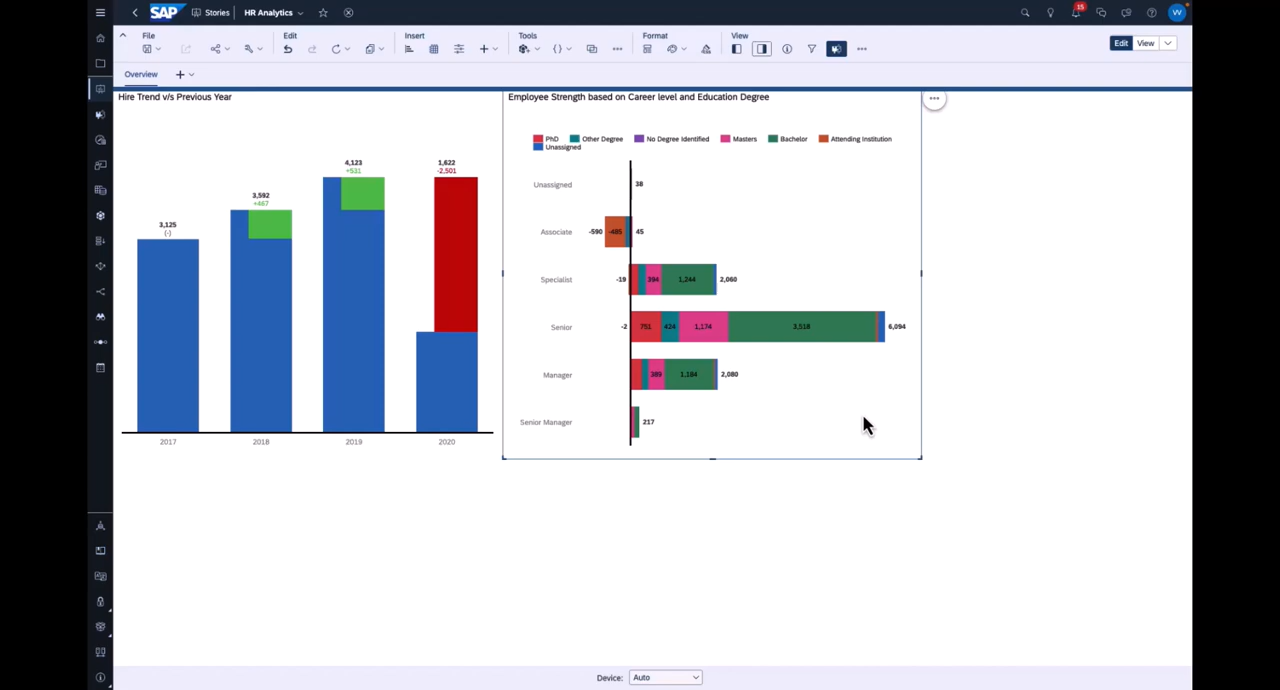 SAP Stories HR Analytics 15 VV
File Edit Insert Tools Format View
Edit View
Overview
Hire Trend v/s Previous Year
4,123
+531
1,622
-2,501
3,592
+467
3,125
(-)
2017 2018 2019 2020
Employee Strength based on Career level and Education Degree
PhD Other Degree No Degree Identified Masters Bachelor Attending Institution
Unassigned
Unassigned 38
Associate -590 -485 45
Specialist -19 394 1,244 2,060
Senior -2 751 424 1,174 3,518 6,094
Manager 389 1,184 2,080
Senior Manager 217
Device: Auto